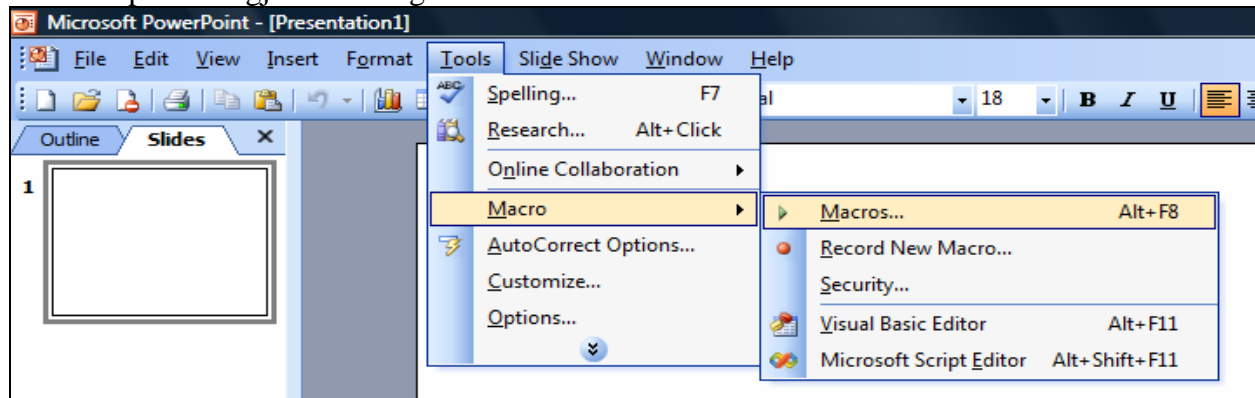 Microsoft PowerPoint - [Presentation1]
File Edit View Insert Format Tools Slide Show Window Help
18 B I U
Outline Slides
1
ABC Spelling... F7
Research... Alt+Click
Online Collaboration
Macro
AutoCorrect Options...
Customize...
Options...
Macros... Alt+F8
Record New Macro...
Security...
Visual Basic Editor Alt+F11
Microsoft Script Editor Alt+Shift+F11